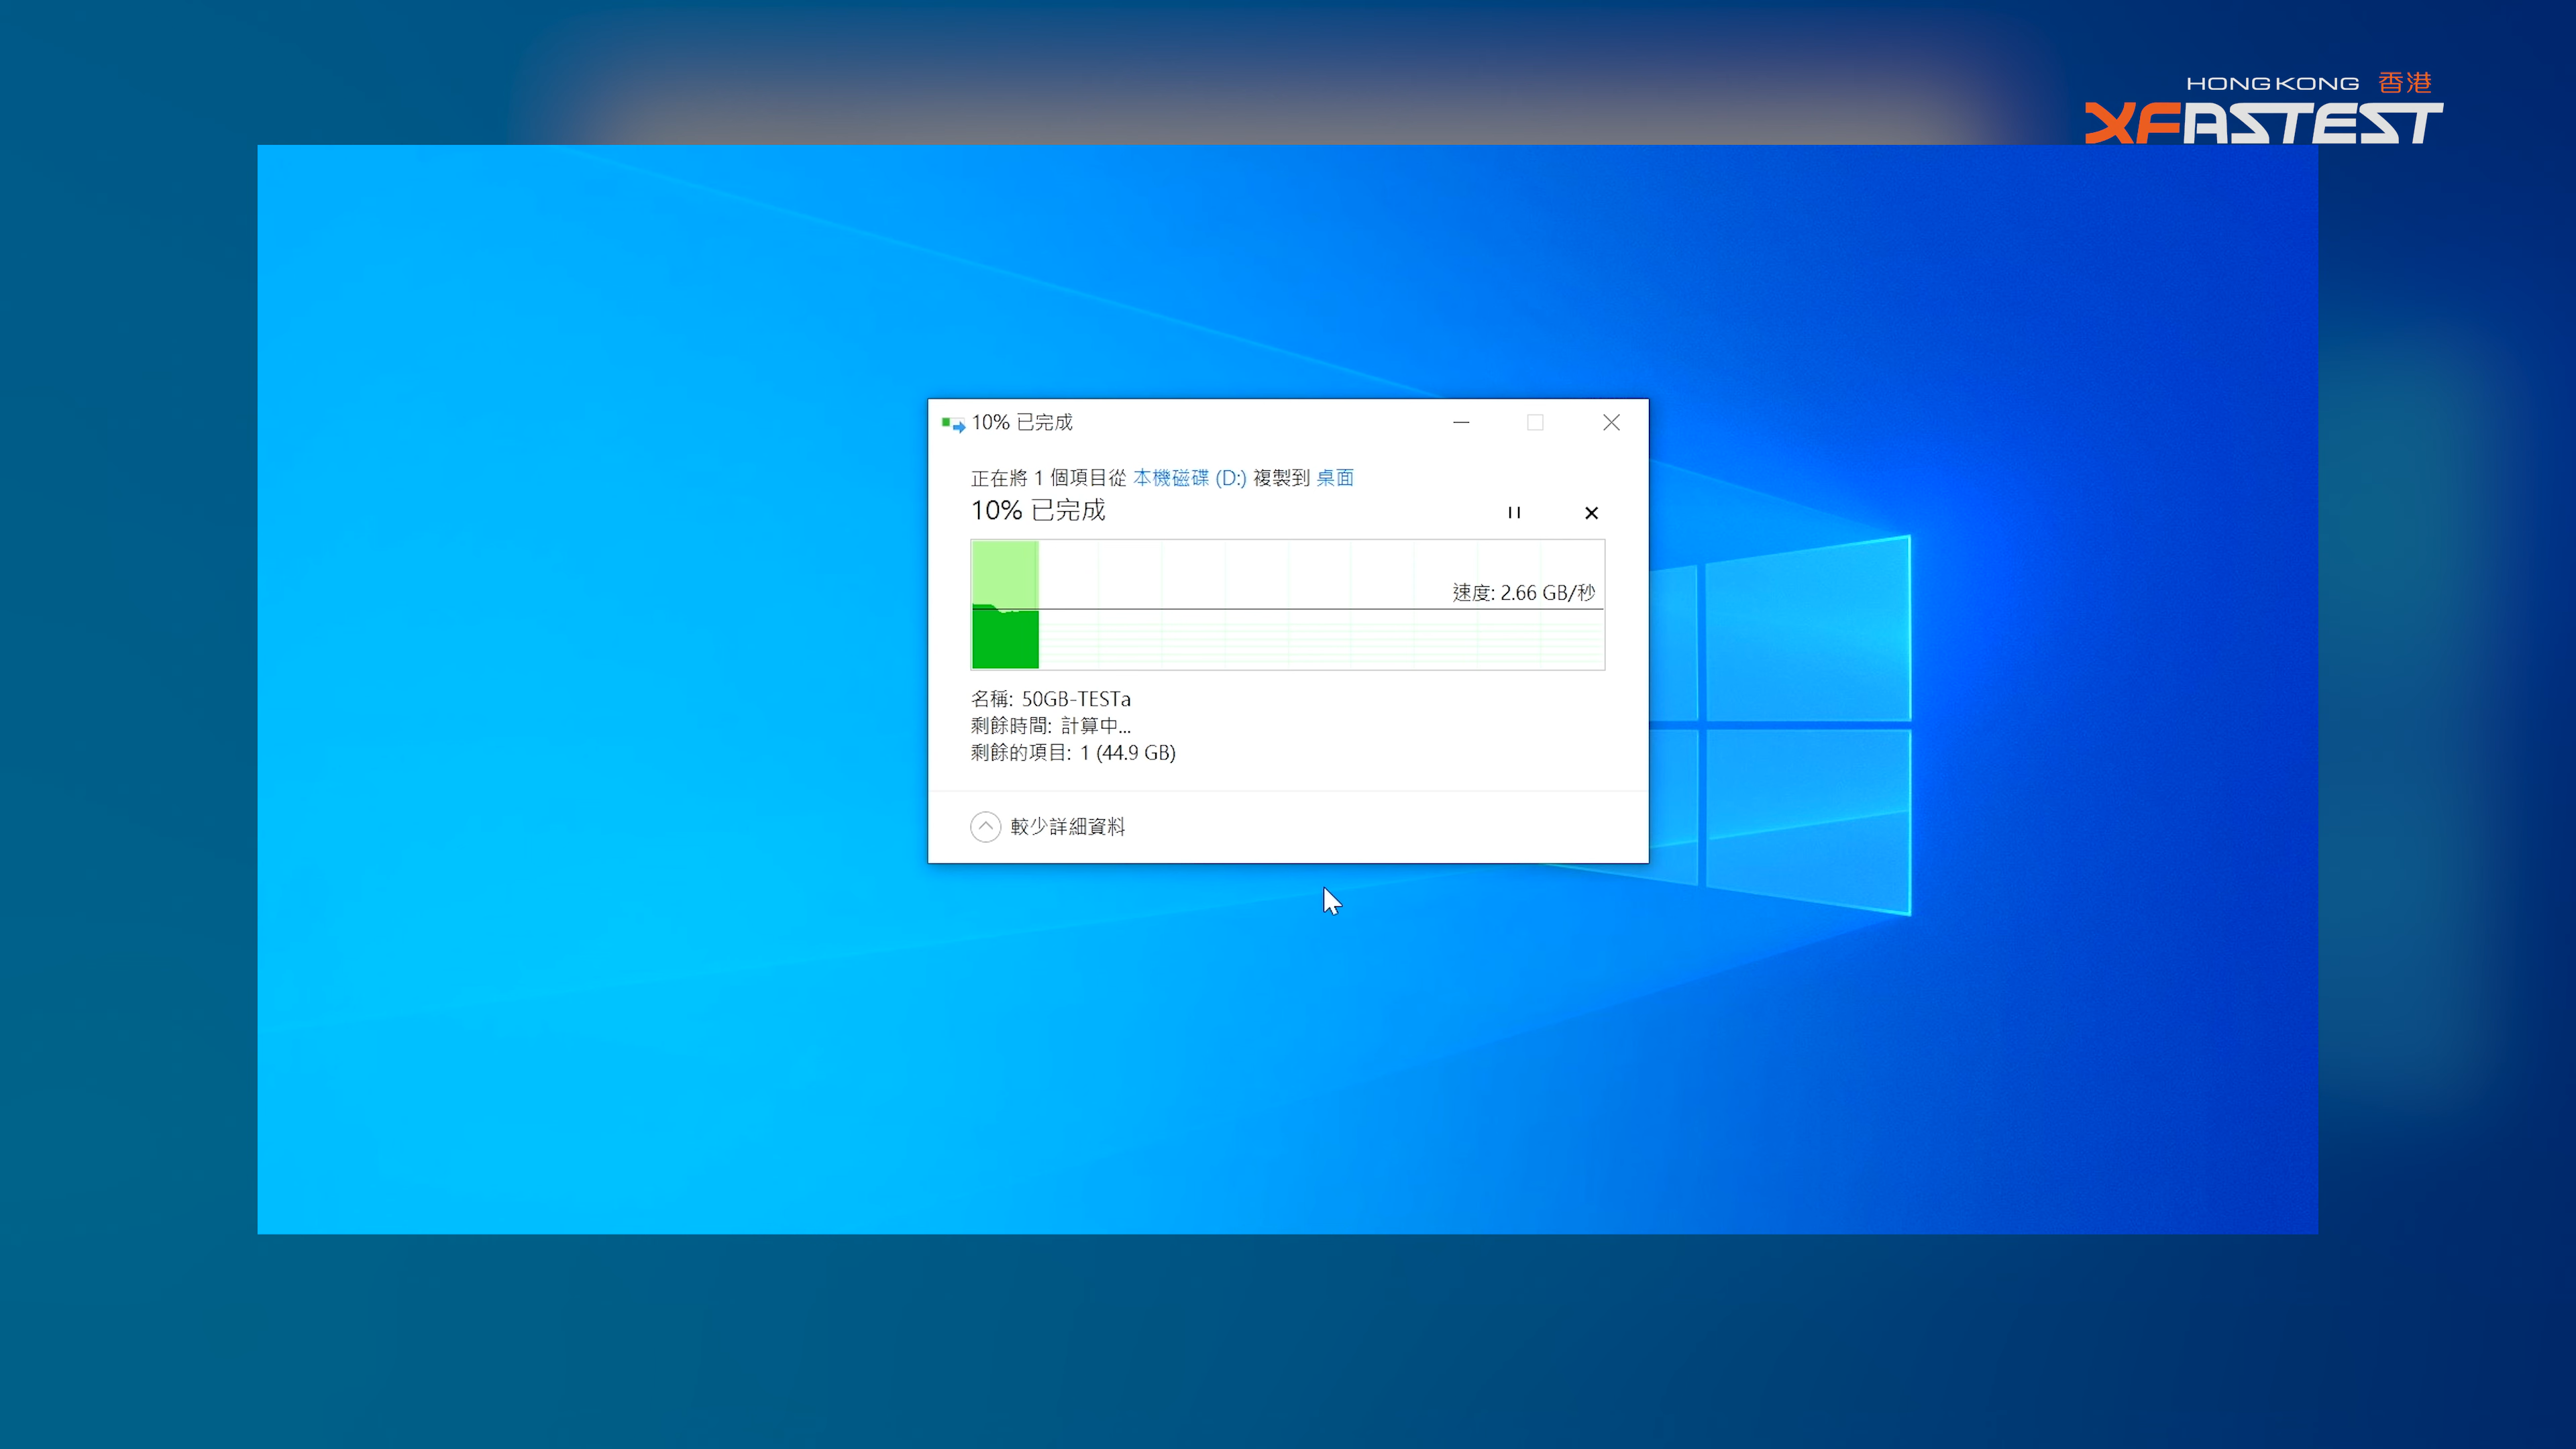 HONG KONG 香港
XFASTEST
10% 已完成
正在將 1 個項目從 本機磁碟 (D:) 複製到 桌面
10% 已完成
速度: 2.66 GB/秒
名稱: 50GB-TESTa
剩餘時間: 計算中...
剩餘的項目: 1 (44.9 GB)
較少詳細資料